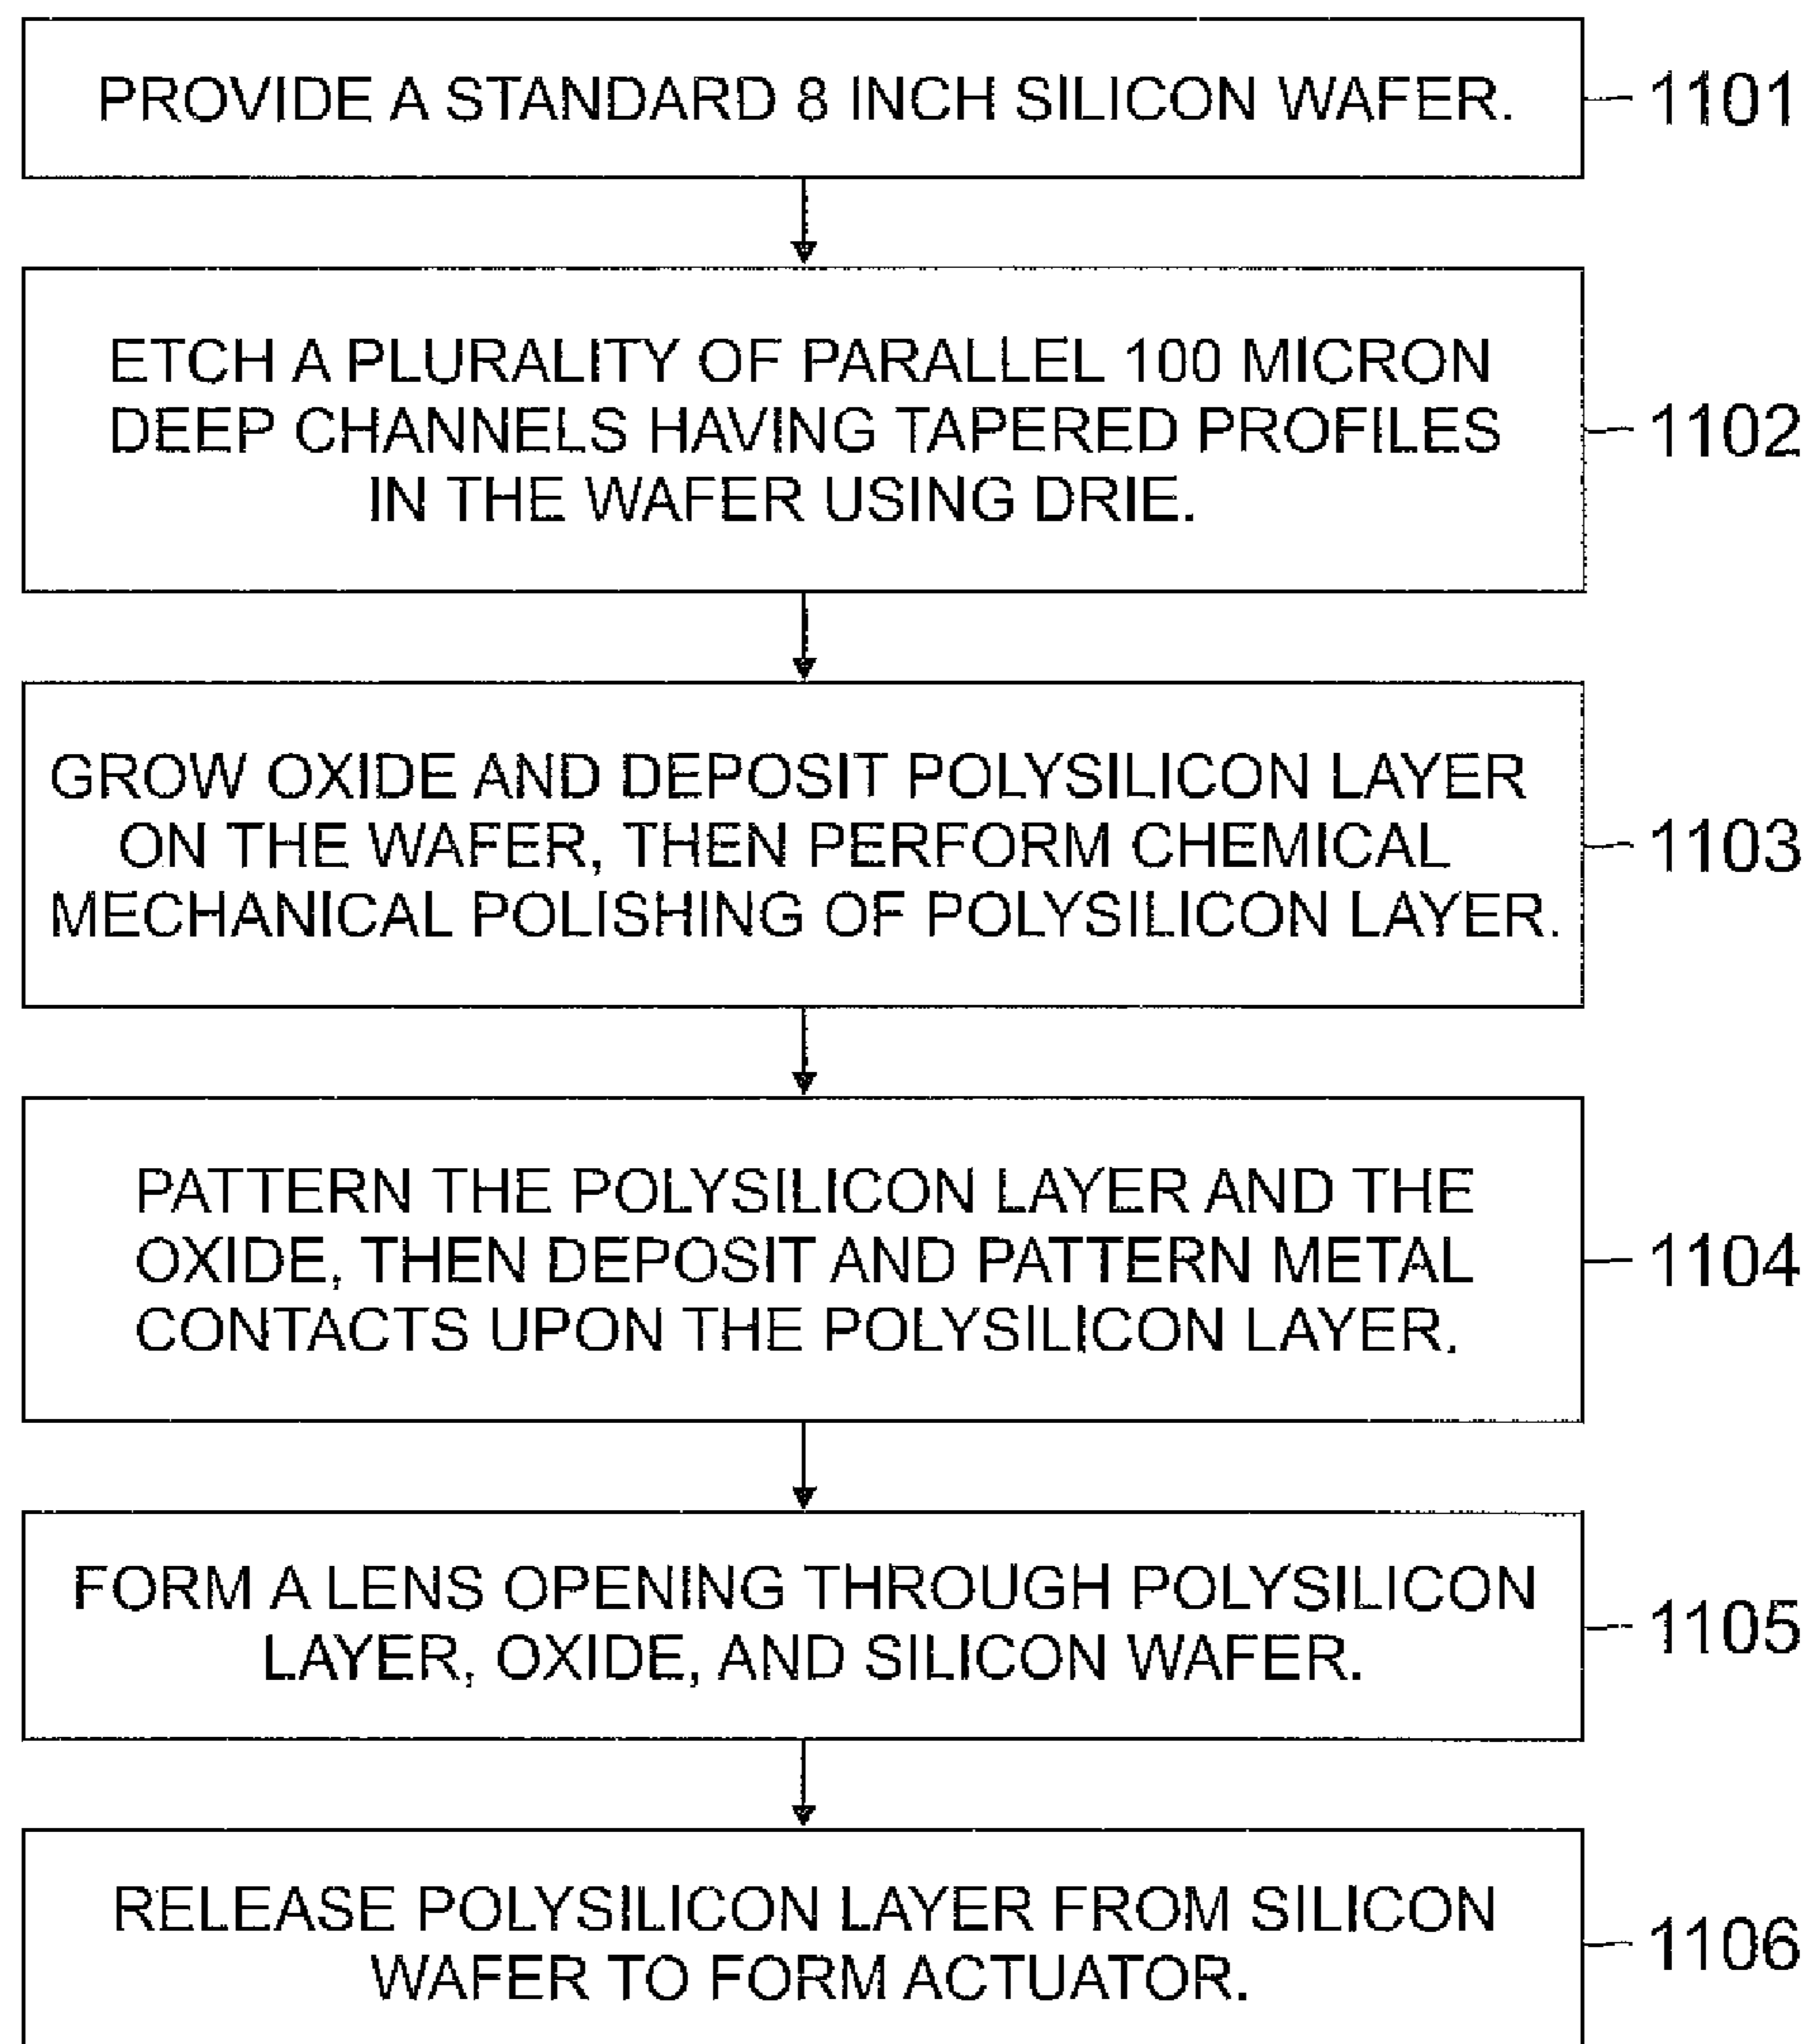 PROVIDE A STANDARD 8 INCH SILICON WAFER.
1101
ETCH A PLURALITY OF PARALLEL 100 MICRON
DEEP CHANNELS HAVING TAPERED PROFILES
IN THE WAFER USING DRIE.
1102
GROW OXIDE AND DEPOSIT POLYSILICON LAYER
ON THE WAFER, THEN PERFORM CHEMICAL
MECHANICAL POLISHING OF POLYSILICON LAYER.
1103
PATTERN THE POLYSILICON LAYER AND THE
OXIDE, THEN DEPOSIT AND PATTERN METAL
CONTACTS UPON THE POLYSILICON LAYER.
1104
FORM A LENS OPENING THROUGH POLYSILICON
LAYER, OXIDE, AND SILICON WAFER.
1105
RELEASE POLYSILICON LAYER FROM SILICON
WAFER TO FORM ACTUATOR.
1106